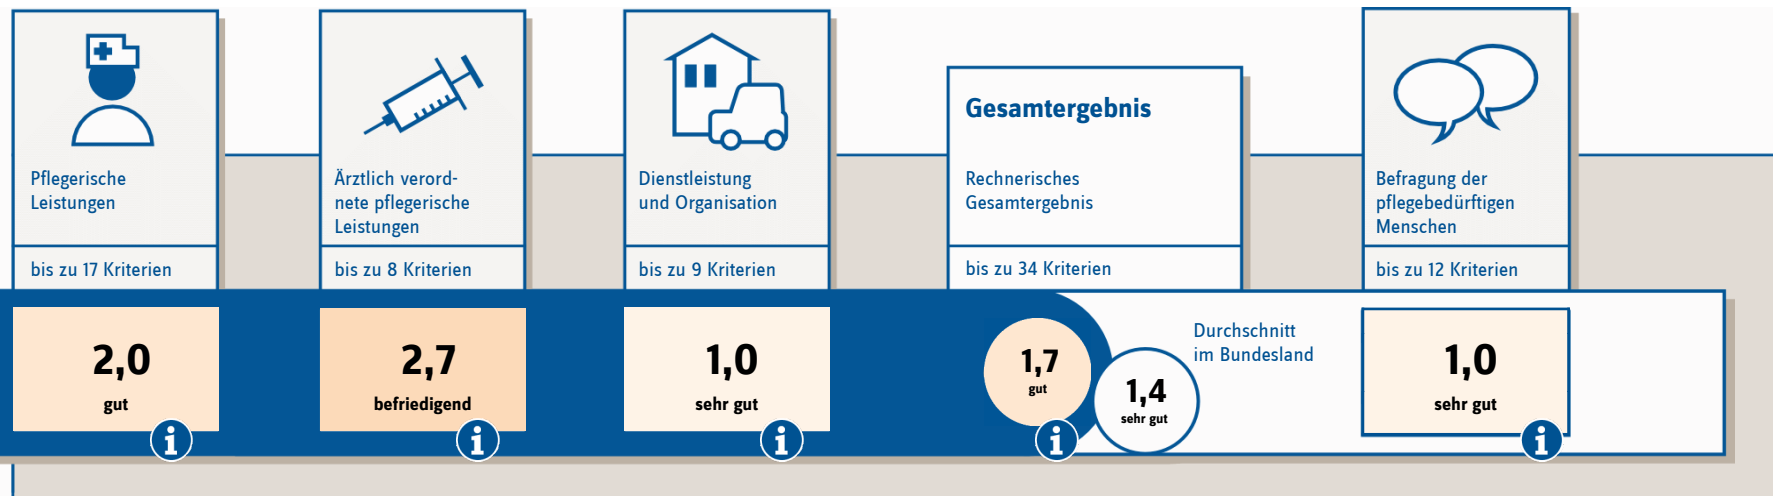 Pflegerische
Leistungen
bis zu 17 Kriterien
2,0
gut
i
Ärztlich verord-
nete pflegerische
Leistungen
bis zu 8 Kriterien
2,7
befriedigend
i
Dienstleistung
und Organisation
bis zu 9 Kriterien
1,0
sehr gut
i
Gesamtergebnis
Rechnerisches
Gesamtergebnis
bis zu 34 Kriterien
1,7
gut
i
Durchschnitt
im Bundesland
1,4
sehr gut
Befragung der
pflegebedürftigen
Menschen
bis zu 12 Kriterien
1,0
sehr gut
i